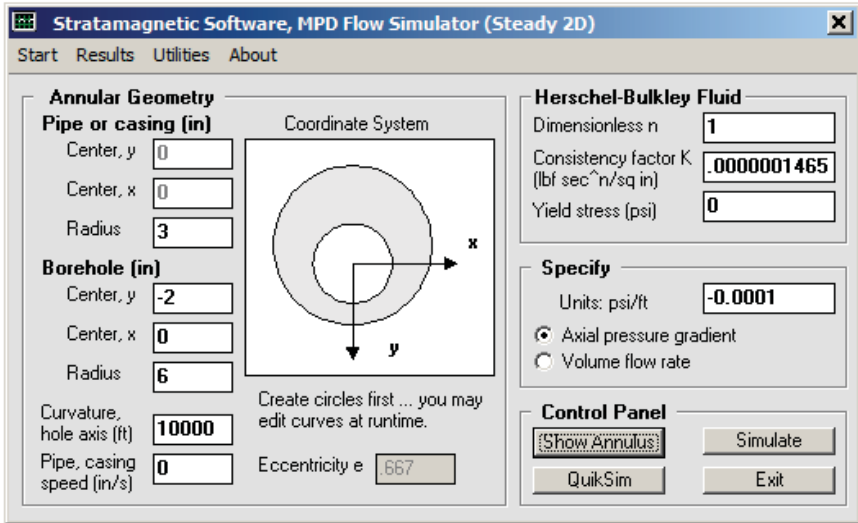 Stratamagnetic Software, MPD Flow Simulator (Steady 2D)
Start Results Utilities About
Annular Geometry
Pipe or casing (in)
Center, y 0
Center, x 0
Radius 3
Borehole (in)
Center, y -2
Center, x 0
Radius 6
Curvature,
hole axis (ft) 10000
Pipe, casing
speed (in/s) 0
Coordinate System
x
y
Create circles first ... you may
edit curves at runtime.
Eccentricity e .667
Herschel-Bulkley Fluid
Dimensionless n 1
Consistency factor K
(lbf sec^n/sq in) .0000001465
Yield stress (psi) 0
Specify
Units: psi/ft -0.0001
Axial pressure gradient
Volume flow rate
Control Panel
Show Annulus Simulate
QuikSim Exit